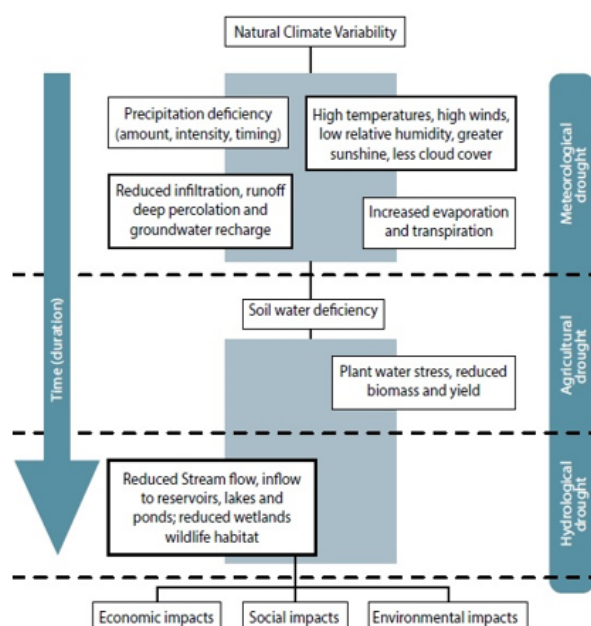 Natural Climate Variability
Precipitation deficiency
(amount, intensity, timing)
High temperatures, high winds,
low relative humidity, greater
sunshine, less cloud cover
Reduced infiltration, runoff
deep percolation and
groundwater recharge
Increased evaporation
and transpiration
Meteorological
drought
Time (duration)
Soil water deficiency
Plant water stress, reduced
biomass and yield
Agricultural
drought
Reduced Stream flow, inflow
to reservoirs, lakes and
ponds; reduced wetlands
wildlife habitat
Hydrological
drought
Economic impacts
Social impacts
Environmental impacts